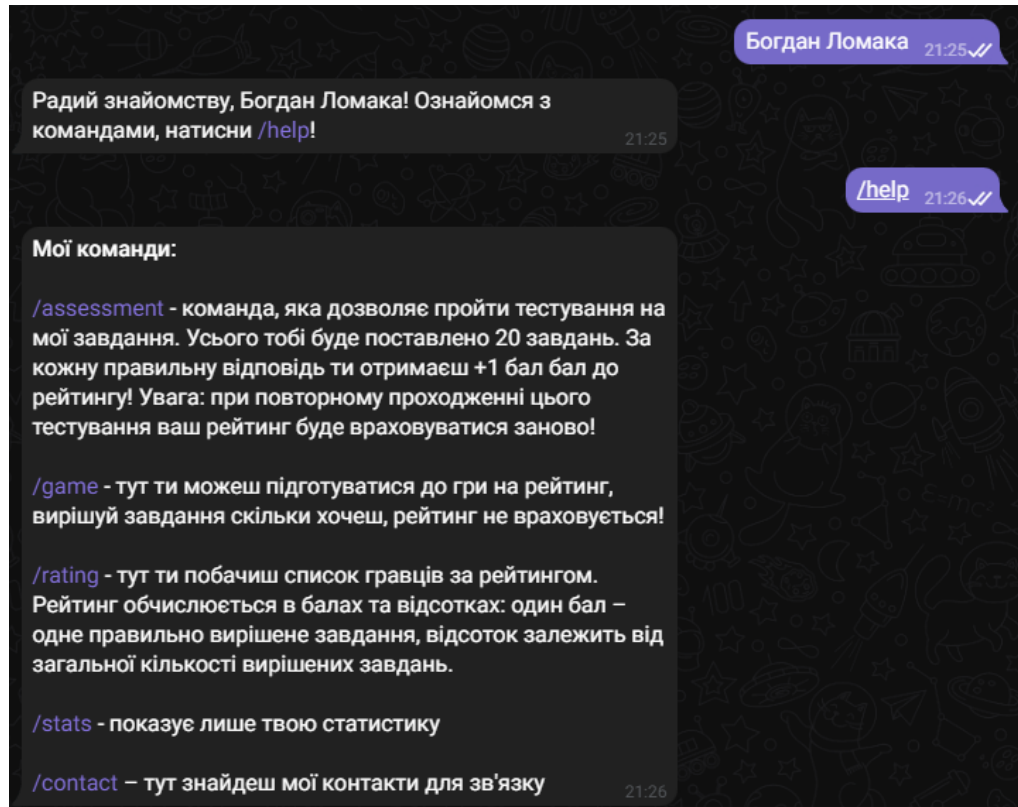 Богдан Ломака 21:25
Радий знайомству, Богдан Ломака! Ознайомся з
командами, натисни /help!
21:25
/help 21:26
Мої команди:
/assessment - команда, яка дозволяє пройти тестування на
мої завдання. Усього тобі буде поставлено 20 завдань. За
кожну правильну відповідь ти отримаєш +1 бал бал до
рейтингу! Увага: при повторному проходженні цього
тестування ваш рейтинг буде враховуватися заново!
/game - тут ти можеш підготуватися до гри на рейтинг,
вирішуй завдання скільки хочеш, рейтинг не враховується!
/rating - тут ти побачиш список гравців за рейтингом.
Рейтинг обчислюється в балах та відсотках: один бал –
одне правильно вирішене завдання, відсоток залежить від
загальної кількості вирішених завдань.
/stats - показує лише твою статистику
/contact – тут знайдеш мої контакти для зв'язку
21:26